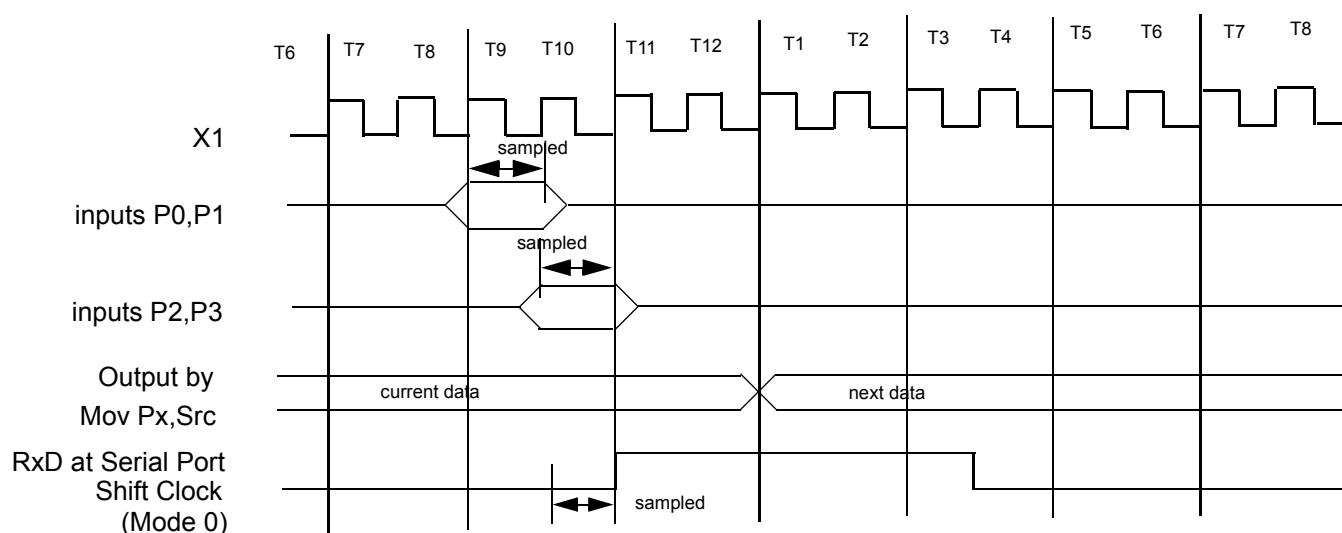 T6 T7 T8 T9 T10 T11 T12 T1 T2 T3 T4 T5 T6 T7 T8
X1
sampled
inputs P0,P1
sampled
inputs P2,P3
Output by
current data next data
Mov Px,Src
RxD at Serial Port
Shift Clock
sampled
(Mode 0)